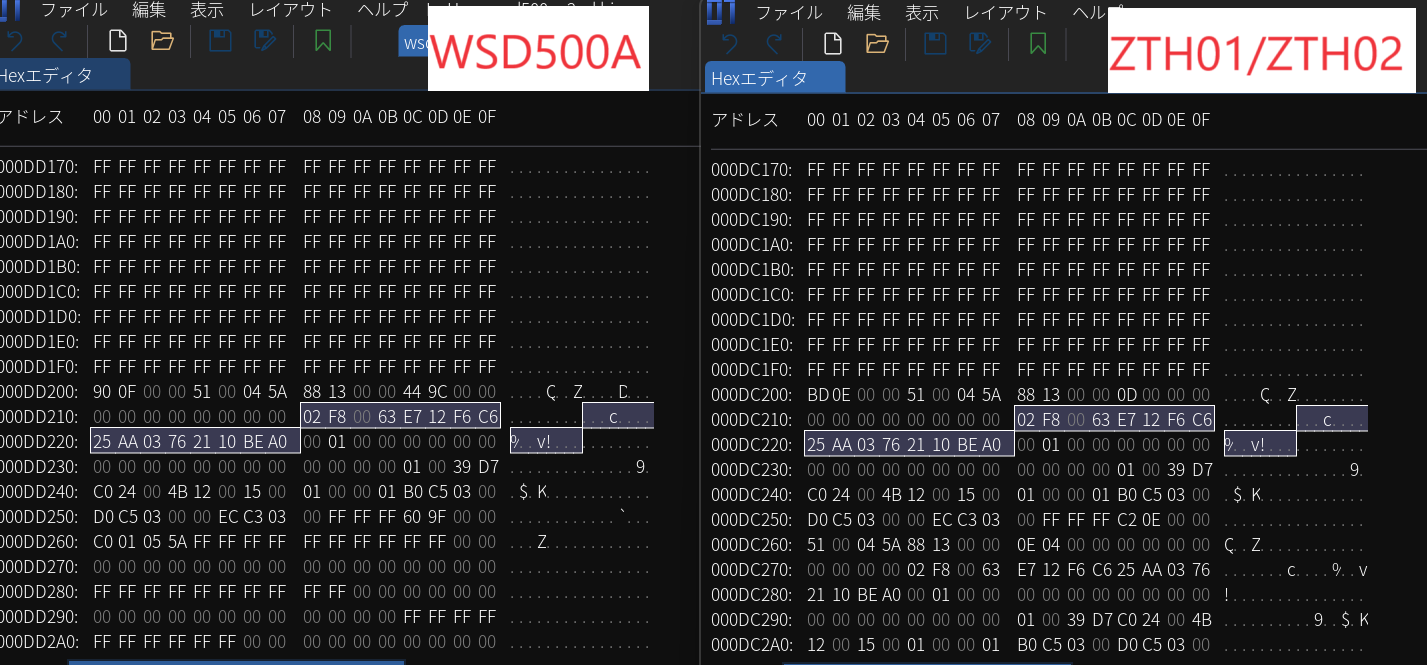 ファイル 編集 表示 レイアウト ヘルプ
WSD500A
Hexエディタ
アドレス 00 01 02 03 04 05 06 07 08 09 0A 0B 0C 0D 0E 0F
000DD170: FF FF FF FF FF FF FF FF FF FF FF FF FF FF FF FF ................
000DD180: FF FF FF FF FF FF FF FF FF FF FF FF FF FF FF FF ................
000DD190: FF FF FF FF FF FF FF FF FF FF FF FF FF FF FF FF ................
000DD1A0: FF FF FF FF FF FF FF FF FF FF FF FF FF FF FF FF ................
000DD1B0: FF FF FF FF FF FF FF FF FF FF FF FF FF FF FF FF ................
000DD1C0: FF FF FF FF FF FF FF FF FF FF FF FF FF FF FF FF ................
000DD1D0: FF FF FF FF FF FF FF FF FF FF FF FF FF FF FF FF ................
000DD1E0: FF FF FF FF FF FF FF FF FF FF FF FF FF FF FF FF ................
000DD1F0: FF FF FF FF FF FF FF FF FF FF FF FF FF FF FF FF ................
000DD200: 90 0F 00 00 51 00 04 5A 88 13 00 00 44 9C 00 00 ....Q..Z....D...
000DD210: 00 00 00 00 00 00 00 00 02 F8 00 63 E7 12 F6 C6 ...........c....
000DD220: 25 AA 03 76 21 10 BE A0 00 01 00 00 00 00 00 00 %..v!...........
000DD230: 00 00 00 00 00 00 00 00 00 00 00 00 01 00 39 D7 ..............9.
000DD240: C0 24 00 4B 12 00 15 00 01 00 00 01 B0 C5 03 00 .$.K............
000DD250: D0 C5 03 00 00 EC C3 03 00 FF FF FF 60 9F 00 00 ............`...
000DD260: C0 01 05 5A FF FF FF FF FF FF FF FF FF FF 00 00 ...Z............
000DD270: 00 00 00 00 00 00 00 00 00 00 00 00 00 00 00 00 ................
000DD280: FF FF FF FF FF FF FF FF FF FF 00 00 00 00 00 00 ................
000DD290: 00 00 00 00 00 00 00 00 00 00 00 00 FF FF FF FF ................
000DD2A0: FF FF FF FF FF FF 00 00 00 00 00 00 00 00 00 00 ................
ファイル 編集 表示 レイアウト ヘルプ
ZTH01/ZTH02
Hexエディタ
アドレス 00 01 02 03 04 05 06 07 08 09 0A 0B 0C 0D 0E 0F
000DC170: FF FF FF FF FF FF FF FF FF FF FF FF FF FF FF FF ................
000DC180: FF FF FF FF FF FF FF FF FF FF FF FF FF FF FF FF ................
000DC190: FF FF FF FF FF FF FF FF FF FF FF FF FF FF FF FF ................
000DC1A0: FF FF FF FF FF FF FF FF FF FF FF FF FF FF FF FF ................
000DC1B0: FF FF FF FF FF FF FF FF FF FF FF FF FF FF FF FF ................
000DC1C0: FF FF FF FF FF FF FF FF FF FF FF FF FF FF FF FF ................
000DC1D0: FF FF FF FF FF FF FF FF FF FF FF FF FF FF FF FF ................
000DC1E0: FF FF FF FF FF FF FF FF FF FF FF FF FF FF FF FF ................
000DC1F0: FF FF FF FF FF FF FF FF FF FF FF FF FF FF FF FF ................
000DC200: BD 0E 00 00 51 00 04 5A 88 13 00 00 0D 00 00 00 ....Q..Z........
000DC210: 00 00 00 00 00 00 00 00 02 F8 00 63 E7 12 F6 C6 ...........c....
000DC220: 25 AA 03 76 21 10 BE A0 00 01 00 00 00 00 00 00 %..v!...........
000DC230: 00 00 00 00 00 00 00 00 00 00 00 00 01 00 39 D7 ..............9.
000DC240: C0 24 00 4B 12 00 15 00 01 00 00 01 B0 C5 03 00 .$.K............
000DC250: D0 C5 03 00 00 EC C3 03 00 FF FF FF C2 0E 00 00 ................
000DC260: 51 00 04 5A 88 13 00 00 0E 04 00 00 00 00 00 00 Q..Z............
000DC270: 00 00 00 00 02 F8 00 63 E7 12 F6 C6 25 AA 03 76 .......c....%..v
000DC280: 21 10 BE A0 00 01 00 00 00 00 00 00 00 00 00 00 !...............
000DC290: 00 00 00 00 00 00 00 00 01 00 39 D7 C0 24 00 4B ..........9..$.K
000DC2A0: 12 00 15 00 01 00 00 01 B0 C5 03 00 D0 C5 03 00 ................